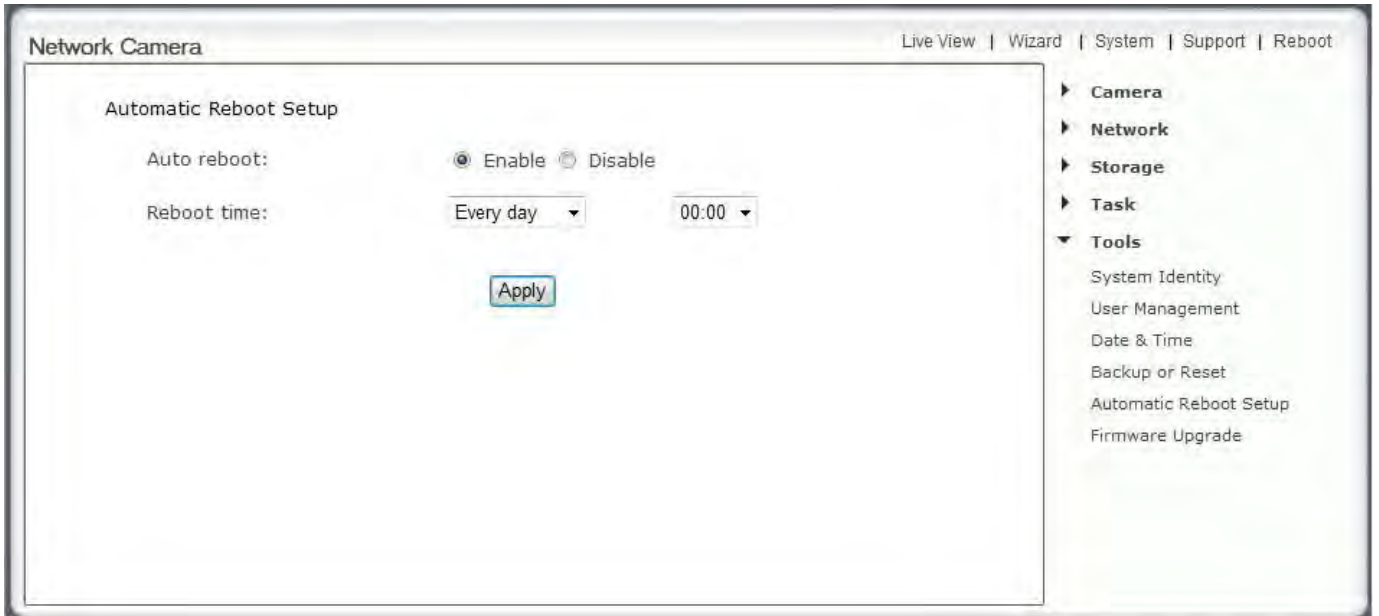 Network Camera
Live View | Wizard | System | Support | Reboot
Automatic Reboot Setup
Auto reboot: Enable Disable
Reboot time: Every day 00:00
Apply
Camera
Network
Storage
Task
Tools
System Identity
User Management
Date & Time
Backup or Reset
Automatic Reboot Setup
Firmware Upgrade